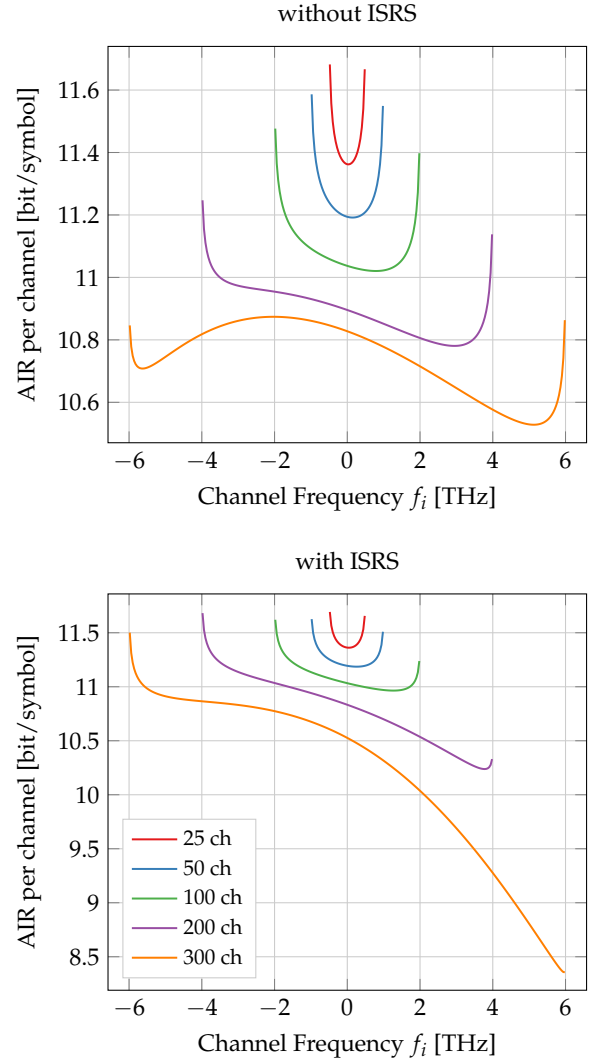 without ISRS
AIR per channel [bit/symbol]
11.6
11.4
11.2
11
10.8
10.6
−6 −4 −2 0 2 4 6
Channel Frequency f_i [THz]
with ISRS
AIR per channel [bit/symbol]
11.5
11
10.5
10
9.5
9
8.5
25 ch
50 ch
100 ch
200 ch
300 ch
−6 −4 −2 0 2 4 6
Channel Frequency f_i [THz]